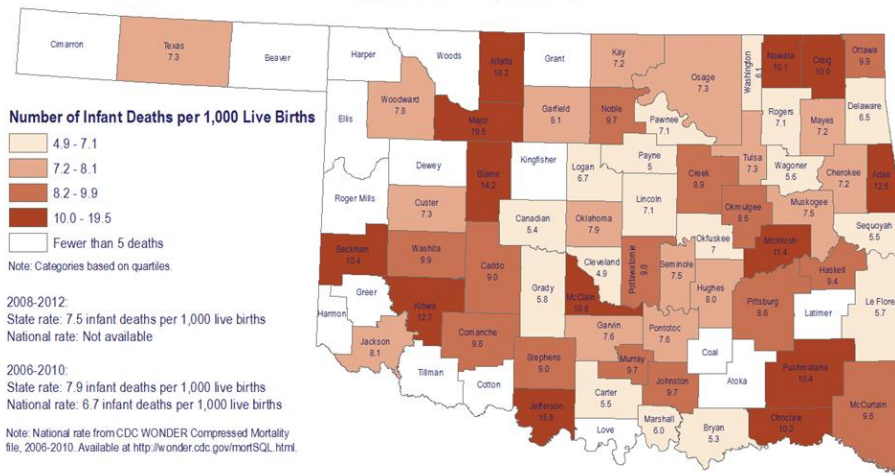 Cimarron
Texas
7.3
Beaver
Harper
Woods
Alfalfa
18.2
Grant
Kay
7.2
Osage
7.3
Washington
6.1
Nowata
10.1
Craig
10.0
Ottawa
9.9
Ellis
Woodward
7.8
Major
19.5
Garfield
8.1
Noble
9.7
Pawnee
7.1
Rogers
7.1
Mayes
7.2
Delaware
6.5
Number of Infant Deaths per 1,000 Live Births
4.9 - 7.1
7.2 - 8.1
8.2 - 9.9
10.0 - 19.5
Fewer than 5 deaths
Note: Categories based on quartiles.
Roger Mills
Dewey
Custer
7.3
Blaine
14.2
Kingfisher
Logan
6.7
Payne
5
Creek
8.9
Tulsa
7.3
Wagoner
5.6
Cherokee
7.2
Adair
12.6
Beckham
10.4
Washita
9.9
Caddo
9.0
Canadian
5.4
Oklahoma
7.9
Lincoln
7.1
Okfuskee
7
Okmulgee
8.5
Muskogee
7.5
McIntosh
11.4
Sequoyah
5.5
Greer
Harmon
Kiowa
12.7
Jackson
8.1
Comanche
9.8
Grady
5.8
Cleveland
4.9
McClain
10.8
Pottawatomie
9.0
Seminole
7.5
Hughes
8.0
Pittsburg
8.6
Haskell
9.4
Latimer
Le Flore
5.7
Tillman
Cotton
Stephens
9.0
Jefferson
15.5
Garvin
7.6
Murray
9.7
Carter
5.5
Love
Pontotoc
7.6
Johnston
9.7
Marshall
6.0
Coal
Atoka
Bryan
5.3
Pushmataha
10.4
Choctaw
10.2
McCurtain
9.6
2008-2012:
State rate: 7.5 infant deaths per 1,000 live births
National rate: Not available
2006-2010:
State rate: 7.9 infant deaths per 1,000 live births
National rate: 6.7 infant deaths per 1,000 live births
Note: National rate from CDC WONDER Compressed Mortality
file, 2006-2010. Available at http://wonder.cdc.gov/mortSQL.html.